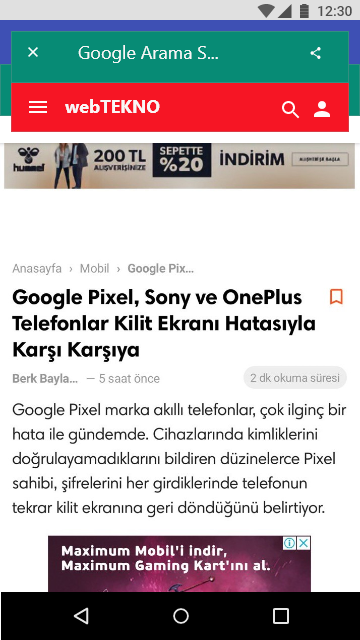 12:30
Google Arama S...
webTEKNO
hummel
200 TL
ALIŞVERİŞİNİZE
SEPETTE
%20
İNDİRİM
ALIŞVERİŞE BAŞLA
Anasayfa › Mobil › Google Pix...
Google Pixel, Sony ve OnePlus
Telefonlar Kilit Ekranı Hatasıyla
Karşı Karşıya
Berk Bayla... — 5 saat önce
2 dk okuma süresi
Google Pixel marka akıllı telefonlar, çok ilginç bir
hata ile gündemde. Cihazlarında kimliklerini
doğrulayamadıklarını bildiren düzinelerce Pixel
sahibi, şifrelerini her girdiklerinde telefonun
tekrar kilit ekranına geri döndüğünü belirtiyor.
Maximum Mobil'i indir,
Maximum Gaming Kart'ını al.